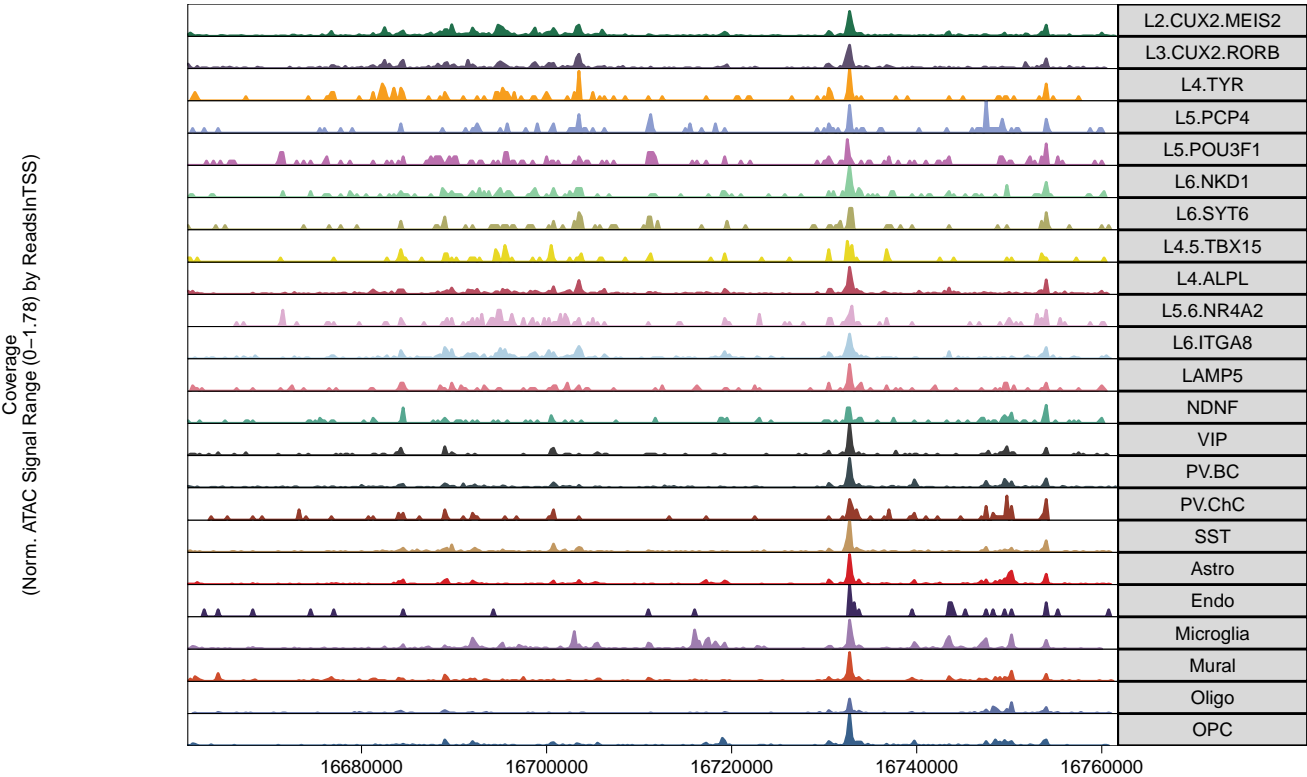 Coverage
(Norm. ATAC Signal Range (0−1.78) by ReadsInTSS)
L2.CUX2.MEIS2
L3.CUX2.RORB
L4.TYR
L5.PCP4
L5.POU3F1
L6.NKD1
L6.SYT6
L4.5.TBX15
L4.ALPL
L5.6.NR4A2
L6.ITGA8
LAMP5
NDNF
VIP
PV.BC
PV.ChC
SST
Astro
Endo
Microglia
Mural
Oligo
OPC
16680000 16700000 16720000 16740000 16760000